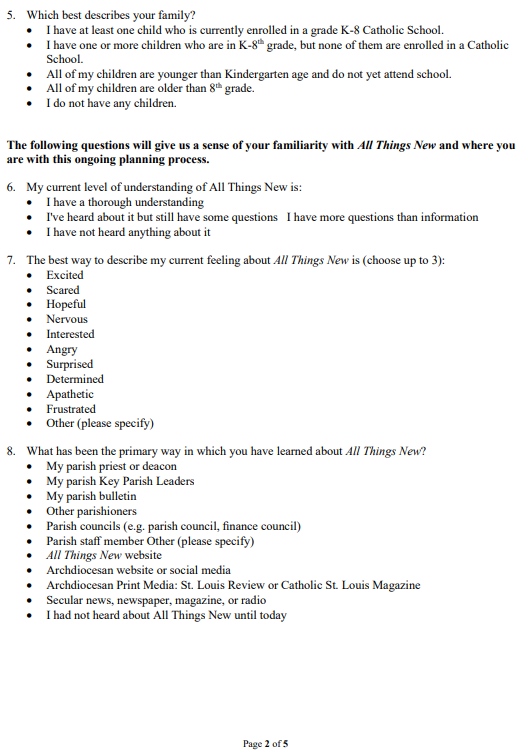 5. Which best describes your family?
• I have at least one child who is currently enrolled in a grade K-8 Catholic School.
• I have one or more children who are in K-8th grade, but none of them are enrolled in a Catholic
School.
• All of my children are younger than Kindergarten age and do not yet attend school.
• All of my children are older than 8th grade.
• I do not have any children.
The following questions will give us a sense of your familiarity with All Things New and where you
are with this ongoing planning process.
6. My current level of understanding of All Things New is:
• I have a thorough understanding
• I've heard about it but still have some questions I have more questions than information
• I have not heard anything about it
7. The best way to describe my current feeling about All Things New is (choose up to 3):
• Excited
• Scared
• Hopeful
• Nervous
• Interested
• Angry
• Surprised
• Determined
• Apathetic
• Frustrated
• Other (please specify)
8. What has been the primary way in which you have learned about All Things New?
• My parish priest or deacon
• My parish Key Parish Leaders
• My parish bulletin
• Other parishioners
• Parish councils (e.g. parish council, finance council)
• Parish staff member Other (please specify)
• All Things New website
• Archdiocesan website or social media
• Archdiocesan Print Media: St. Louis Review or Catholic St. Louis Magazine
• Secular news, newspaper, magazine, or radio
• I had not heard about All Things New until today
Page 2 of 5